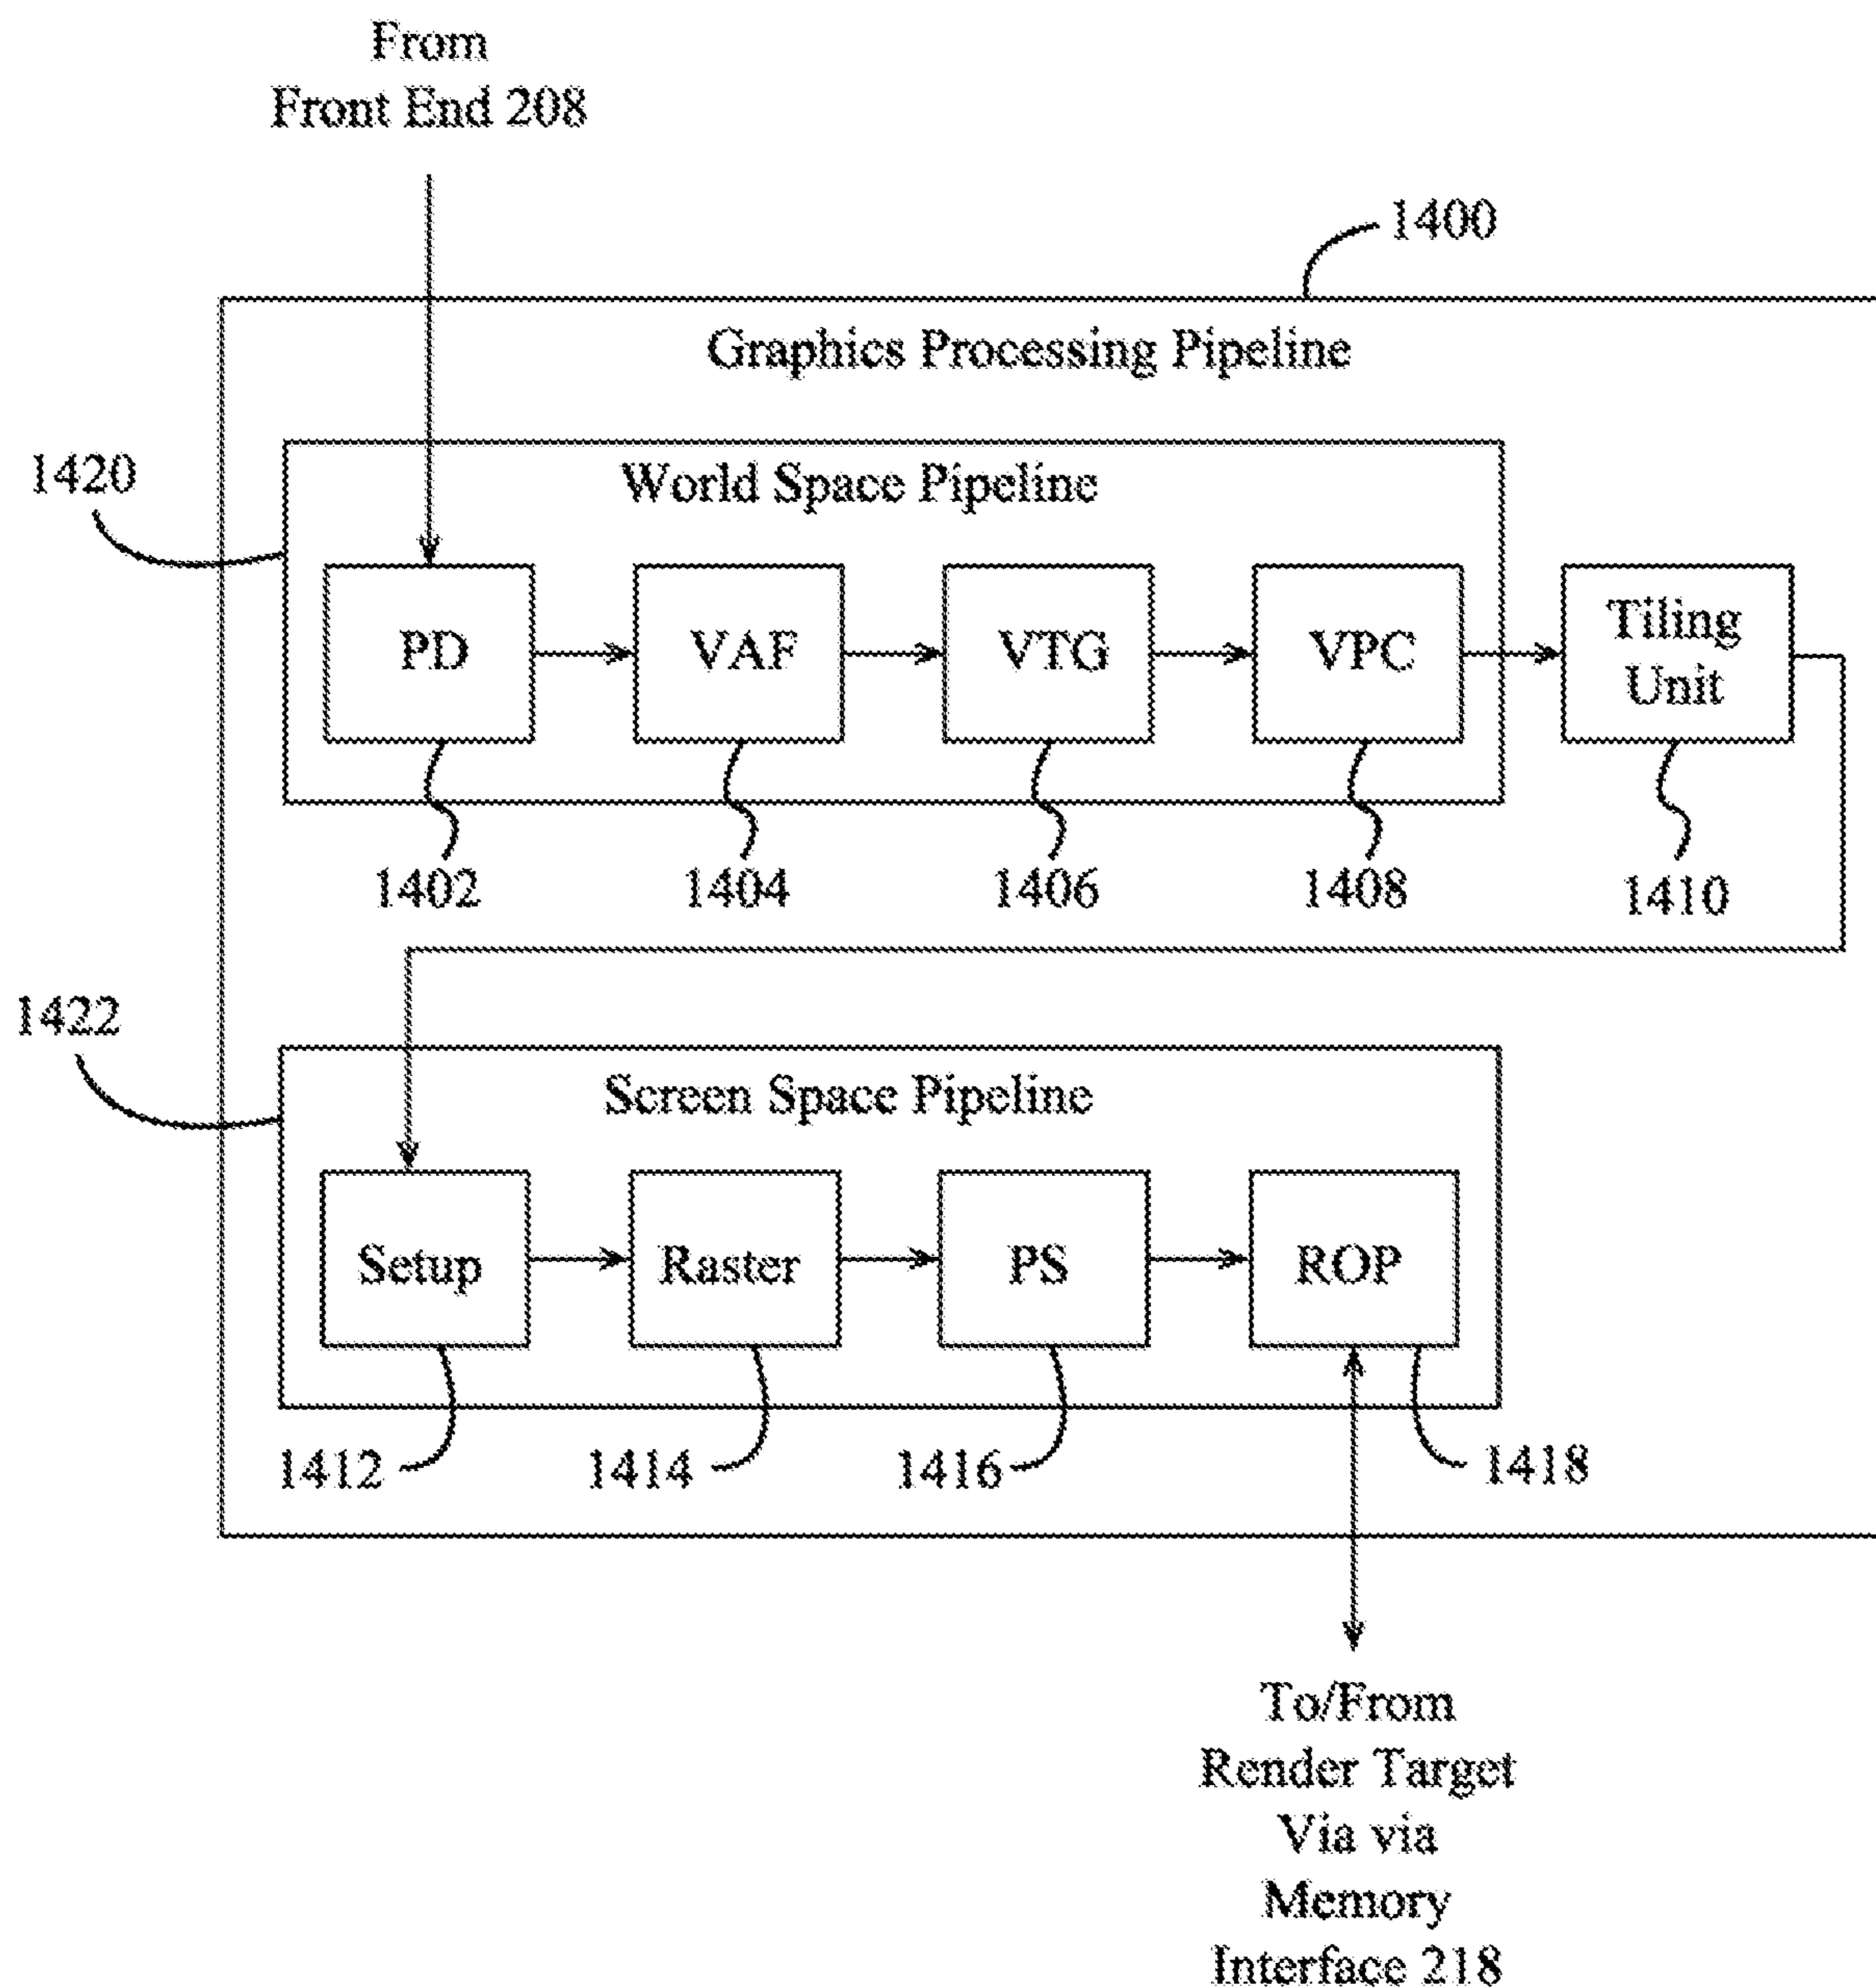 From
Front End 208
1400
Graphics Processing Pipeline
1420
World Space Pipeline
PD
VAF
VTG
VPC
Tiling
Unit
1402
1404
1406
1408
1410
1422
Screen Space Pipeline
Setup
Raster
PS
ROP
1412
1414
1416
1418
To/From
Render Target
Via via
Memory
Interface 218